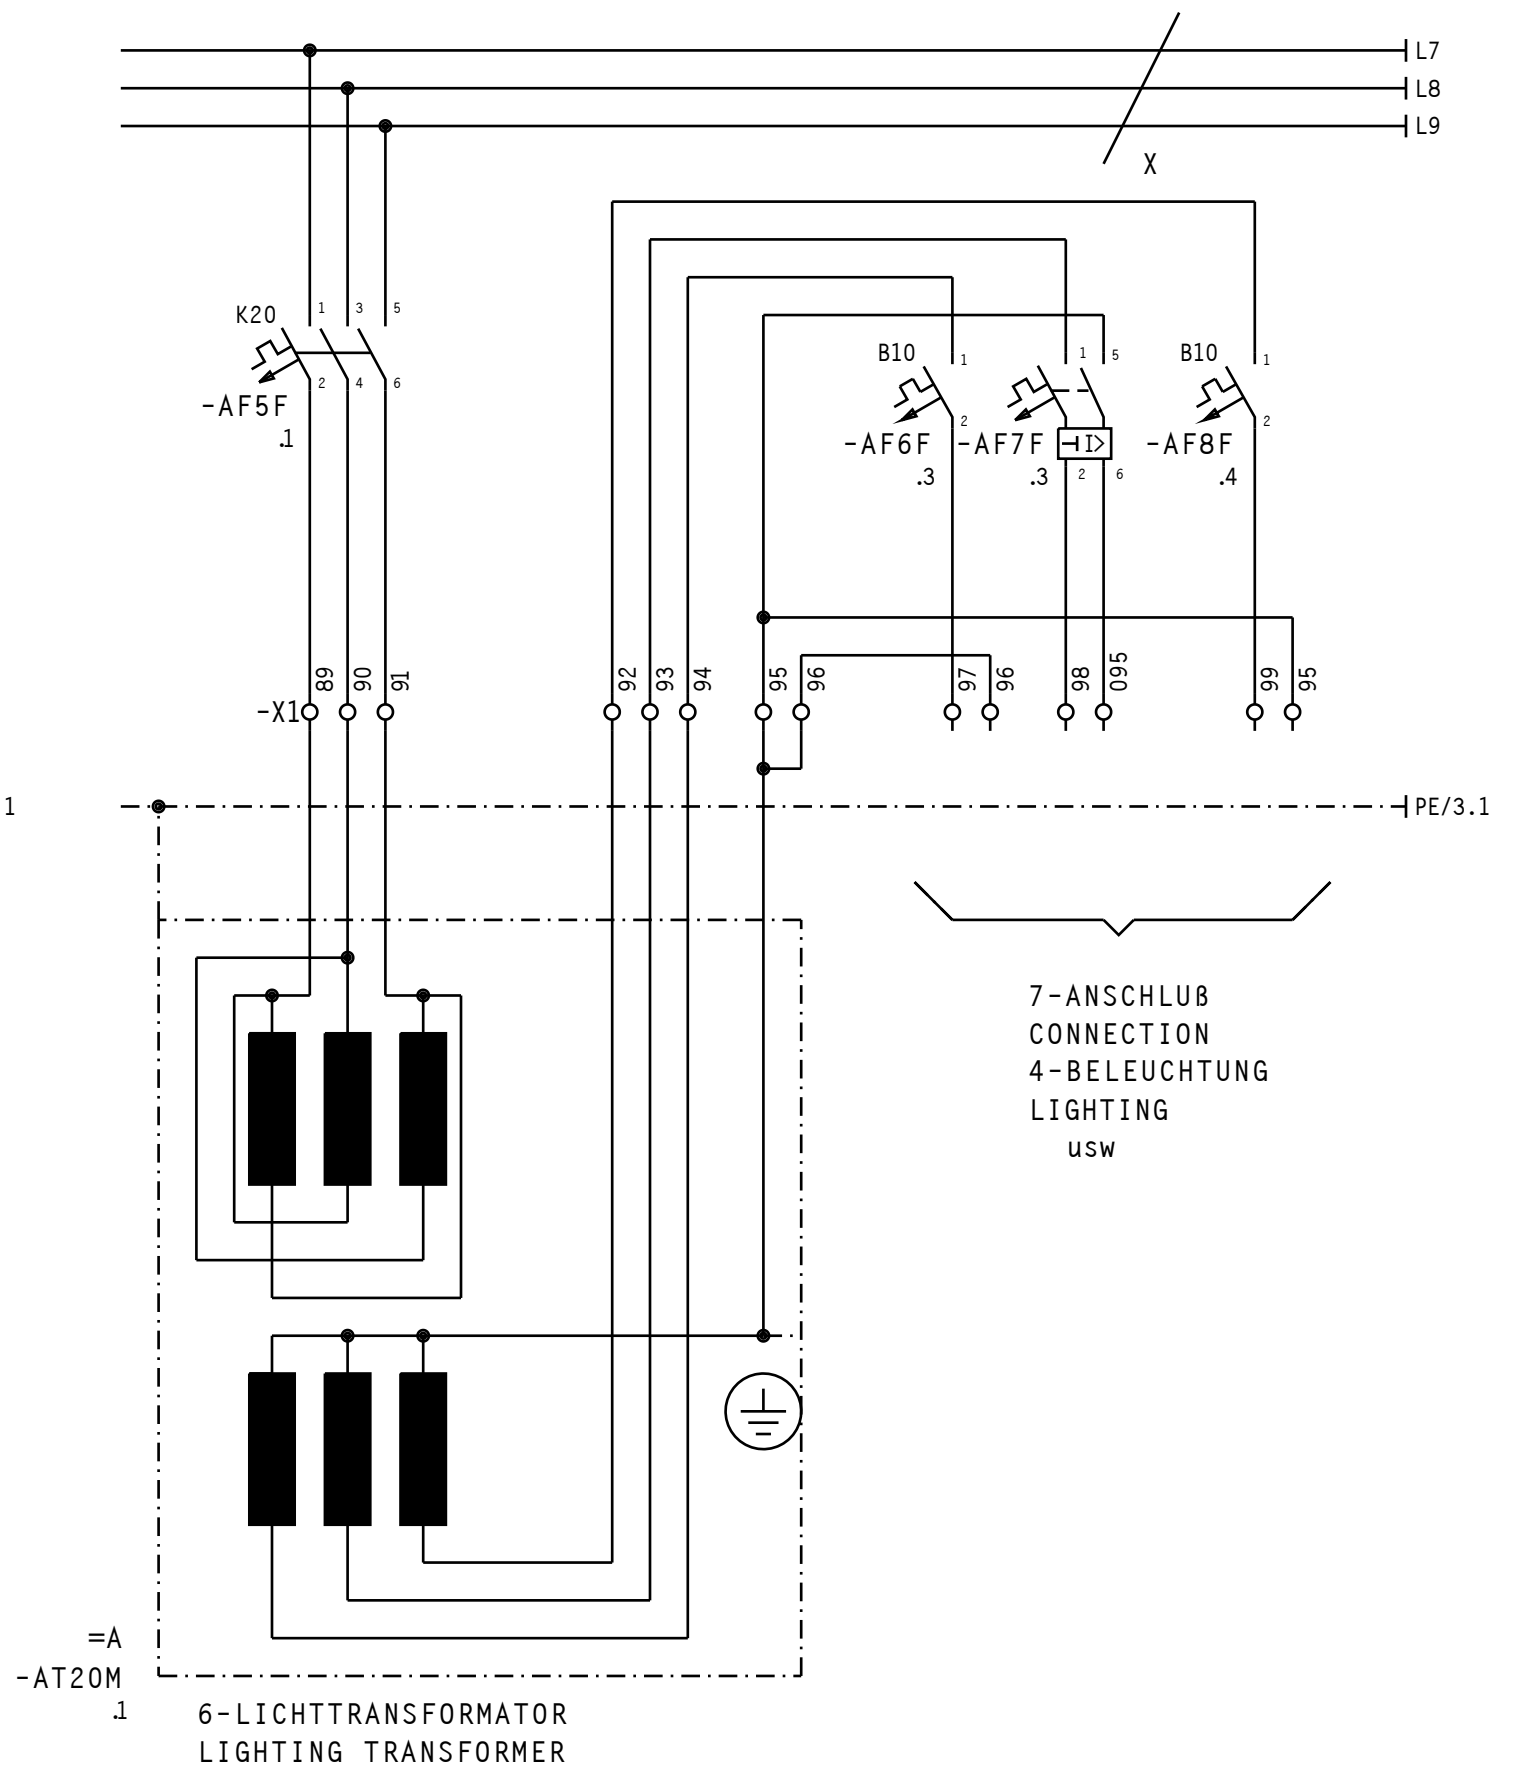 L7
L8
L9
X
K20
1 3 5
2 4 6
-AF5F
.1
B10
1
2
-AF6F
.3
1 5
-AF7F
I>
.3
2 6
B10
1
2
-AF8F
.4
89
90
91
92
93
94
95
96
97
96
98
095
99
95
-X1
1
PE/3.1
7-ANSCHLUß
CONNECTION
4-BELEUCHTUNG
LIGHTING
usw
=A
-AT20M
.1
6-LICHTTRANSFORMATOR
LIGHTING TRANSFORMER